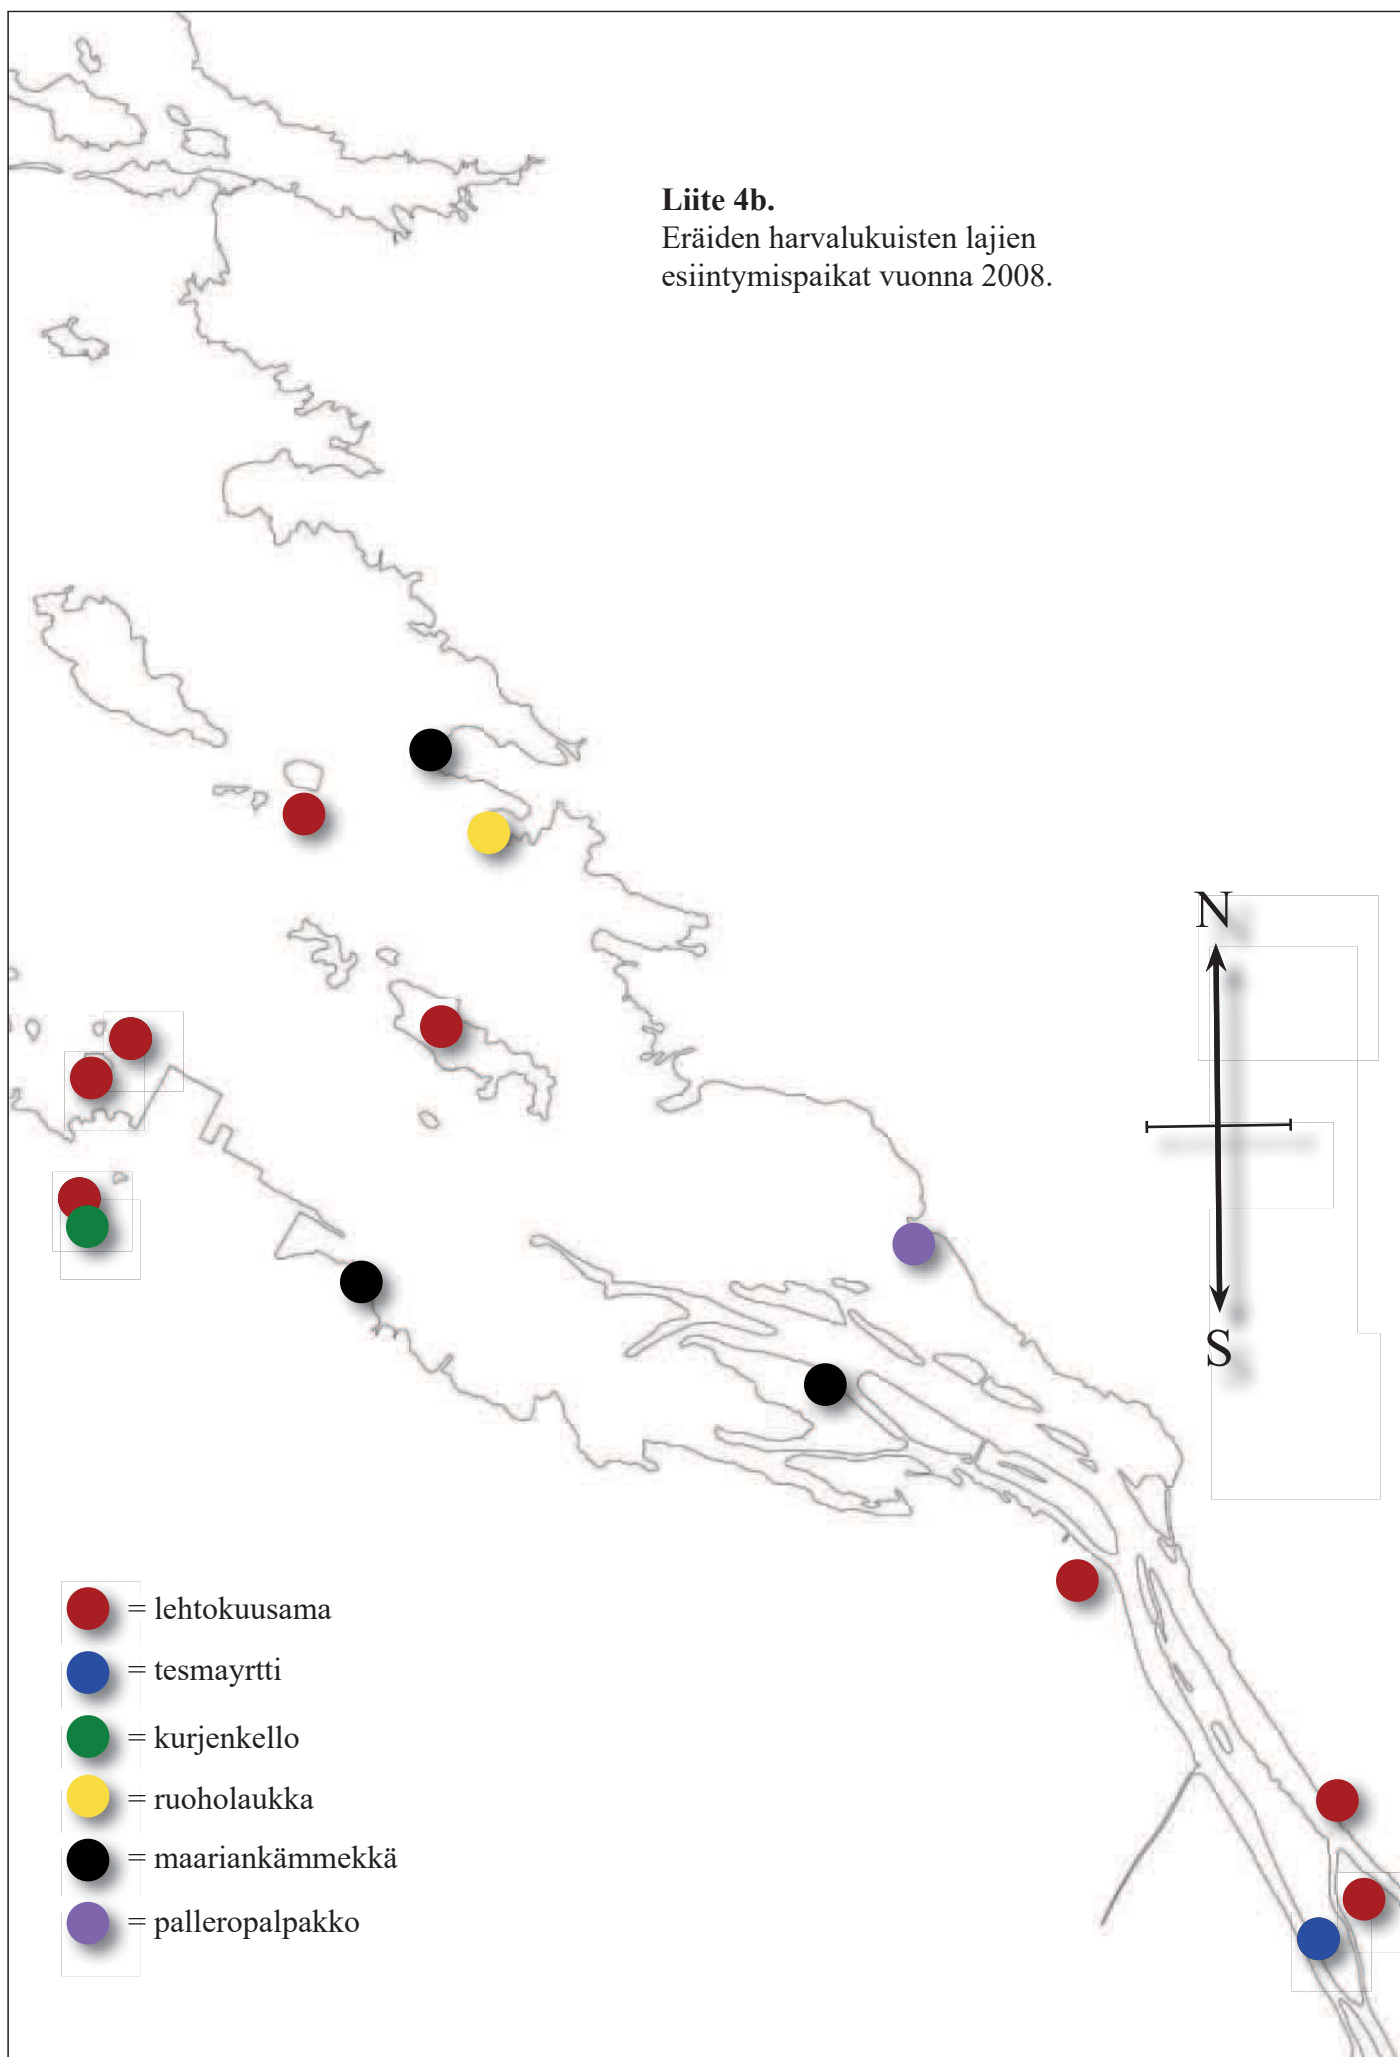 Liite 4b.
Eräiden harvalukuisten lajien
esiintymispaikat vuonna 2008.
N
S
= lehtokuusama
= tesmayrtti
= kurjenkello
= ruoholaukka
= maariankämmekkä
= palleropalpakko